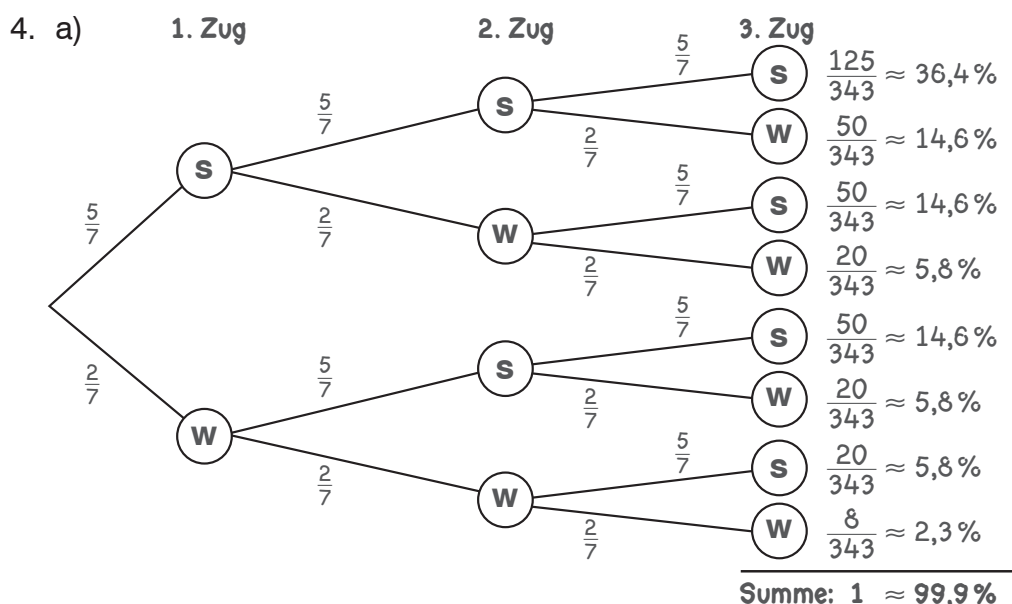 4. a) 1. Zug 2. Zug 3. Zug
5/7 S 125/343 ≈ 36,4 %
5/7 S 2/7 W 50/343 ≈ 14,6 %
5/7 S 2/7 W 5/7 S 50/343 ≈ 14,6 %
2/7 W 20/343 ≈ 5,8 %
5/7 S 50/343 ≈ 14,6 %
2/7 W 5/7 S 2/7 W 20/343 ≈ 5,8 %
2/7 W 5/7 S 20/343 ≈ 5,8 %
2/7 W 8/343 ≈ 2,3 %
Summe: 1 ≈ 99,9 %